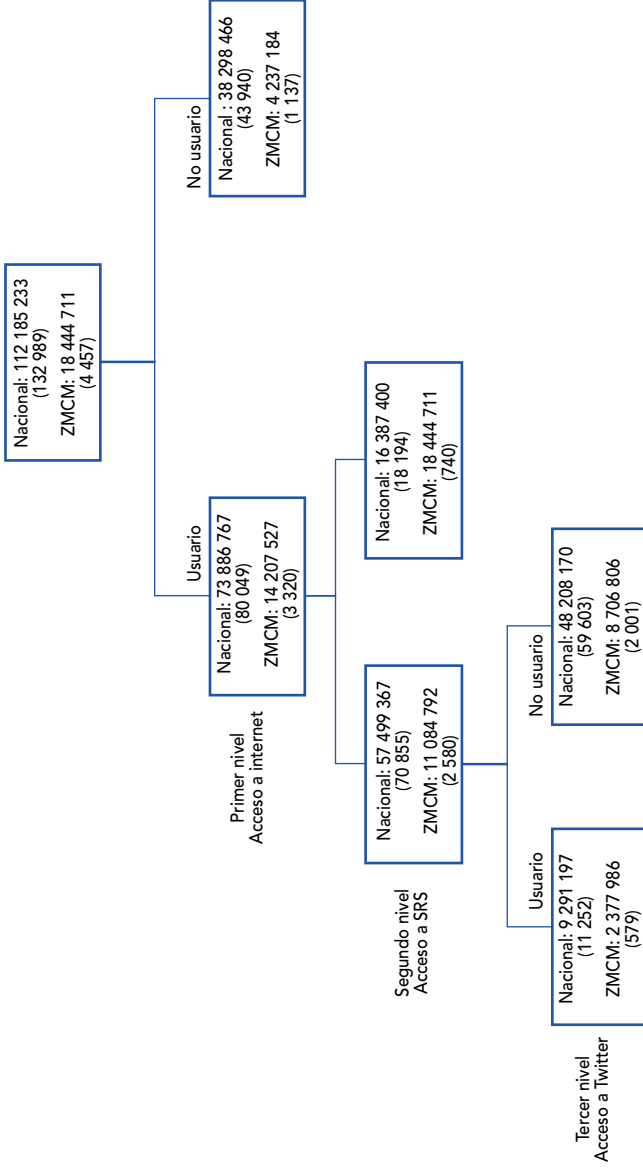 Nacional: 112 185 233
(132 989)
ZMCM: 18 444 711
(4 457)
Primer nivel
Acceso a internet
Usuario
Nacional: 73 886 767
(80 049)
ZMCM: 14 207 527
(3 320)
No usuario
Nacional : 38 298 466
(43 940)
ZMCM: 4 237 184
(1 137)
Segundo nivel
Acceso a SRS
Nacional: 57 499 367
(70 855)
ZMCM: 11 084 792
(2 580)
Nacional: 16 387 400
(18 194)
ZMCM: 18 444 711
(740)
Tercer nivel
Acceso a Twitter
Usuario
Nacional: 9 291 197
(11 252)
ZMCM: 2 377 986
(579)
No usuario
Nacional: 48 208 170
(59 603)
ZMCM: 8 706 806
(2 001)